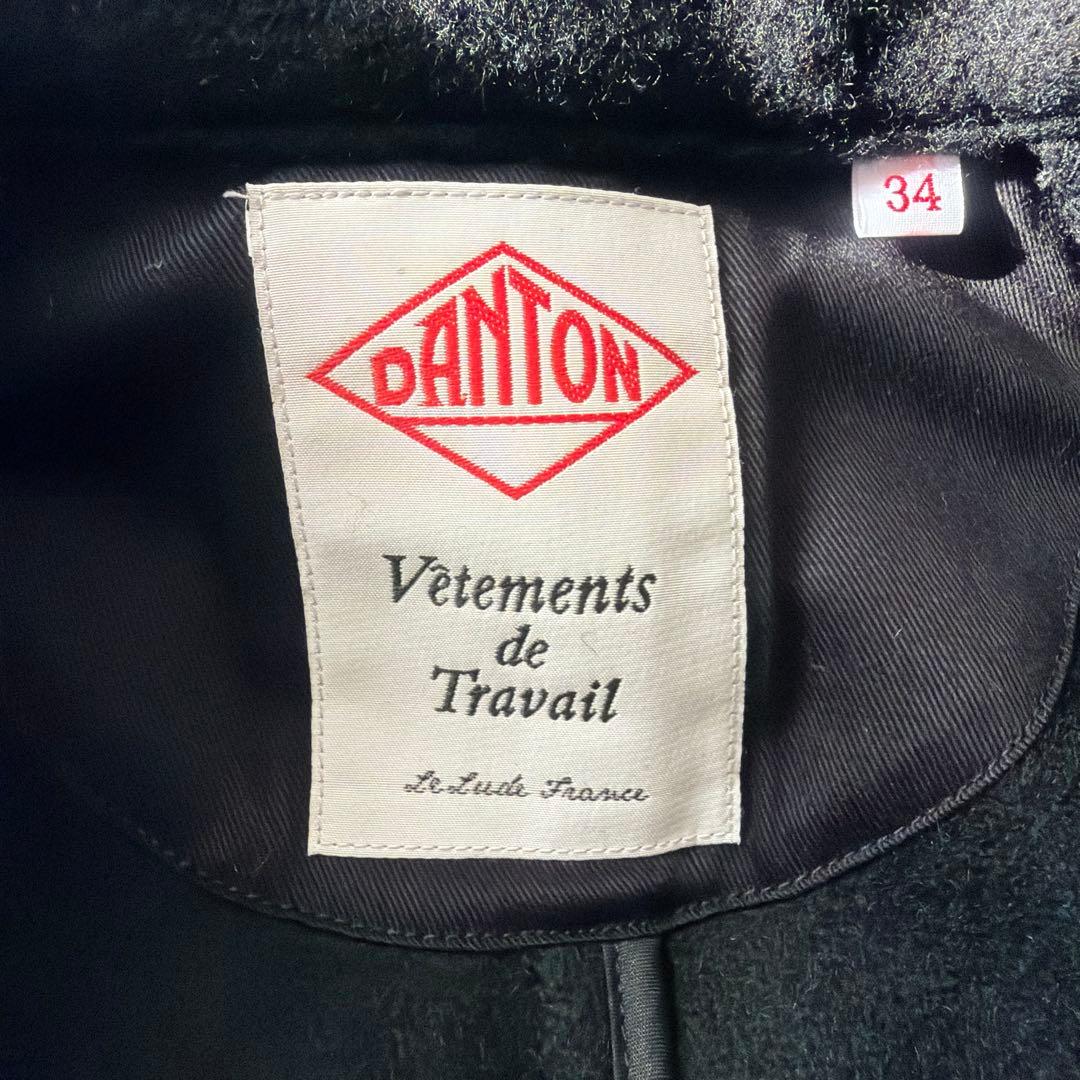 34
DANTON
Vêtements
de
Travail
Le Lude France